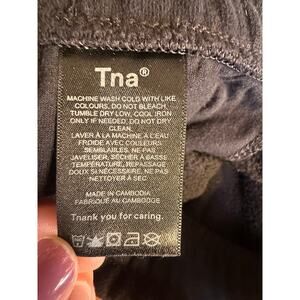 Tna®
MACHINE WASH COLD WITH LIKE
COLOURS, DO NOT BLEACH,
TUMBLE DRY LOW, COOL IRON
ONLY IF NEEDED, DO NOT DRY
CLEAN.
LAVER À LA MACHINE À L'EAU
FROIDE AVEC COULEURS
SEMBLABLES, NE PAS
JAVELISER, SÉCHER À BASSE
TEMPÉRATURE, REPASSAGE
DOUX SI NÉCESSAIRE, NE PAS
NETTOYER À SEC.
MADE IN CAMBODIA
FABRIQUÉ AU CAMBODGE
Thank you for caring.